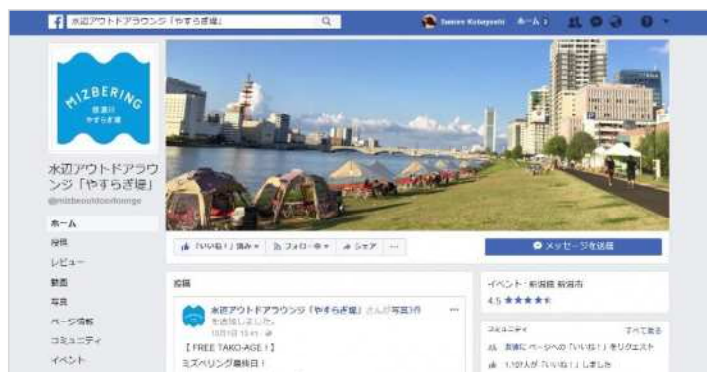 水辺アウトドアラウンジ「やすらぎ堤」
Sumire Kobayashi ホーム
MIZBERING
信濃川
やすらぎ堤
水辺アウトドアラウ
ンジ「やすらぎ堤」
@mizbeoutdoorlounge
ホーム
投稿
レビュー
動画
写真
ページ情報
コミュニティ
イベント
「いいね！」済み
フォロー中
シェア
メッセージを送信
投稿
水辺アウトドアラウンジ「やすらぎ堤」さんが写真3件
を追加しました。
【 FREE TAKO-AGE ! 】
ミズベリング最終日！
イベント · 新潟県 新潟市
4.5 ★★★★
コミュニティ
すべて見る
友達に ページへの「いいね！」をリクエスト
1,107人が「いいね！」しました